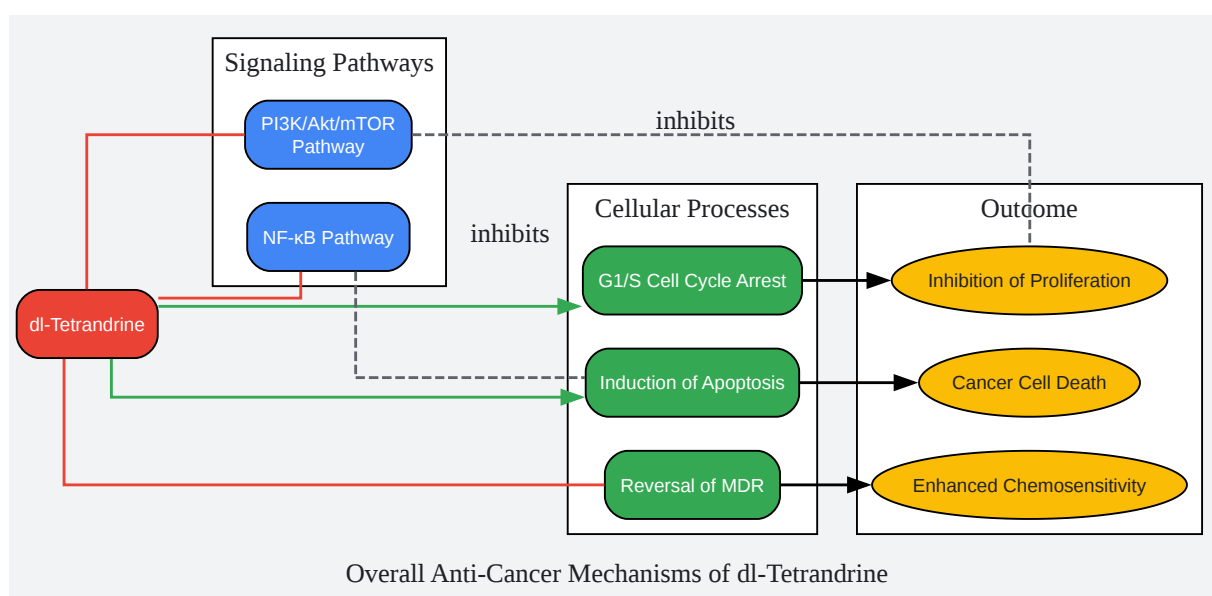 Signaling Pathways
PI3K/Akt/mTOR
Pathway
inhibits
NF-κB Pathway
inhibits
Cellular Processes
Outcome
G1/S Cell Cycle Arrest
Inhibition of Proliferation
dl-Tetrandrine
Induction of Apoptosis
Cancer Cell Death
Reversal of MDR
Enhanced Chemosensitivity
Overall Anti-Cancer Mechanisms of dl-Tetrandrine